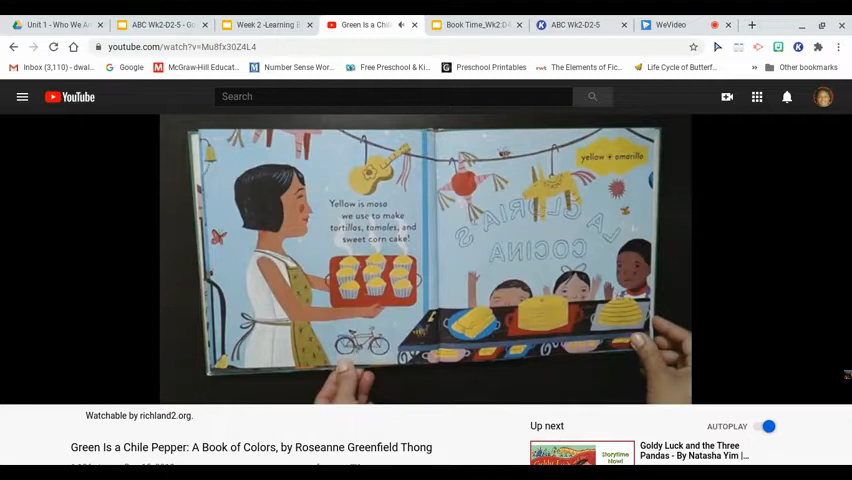 Unit 1 - Who We Ar
ABC Wk2-D2-5 - Go
Week 2 -Learning B
Green Is a Chil
Book Time_Wk2:D4
ABC Wk2-D2-5
WeVideo
youtube.com/watch?v=Mu8fx30Z4L4
Inbox (3,110) - dwal...
Google
McGraw-Hill Educat...
Number Sense Wor...
Free Preschool & Ki...
Preschool Printables
The Elements of Fic...
Life Cycle of Butterf...
Other bookmarks
YouTube
Search
yellow amarillo
Yellow is masa
we use to make
tortillas, tamales, and
sweet corn cake!
LA GLORIA'S
COCINA
Watchable by richland2.org.
Up next
AUTOPLAY
Green Is a Chile Pepper: A Book of Colors, by Roseanne Greenfield Thong
Goldy Luck and the Three
Pandas - By Natasha Yim |...
Storytime
Now!